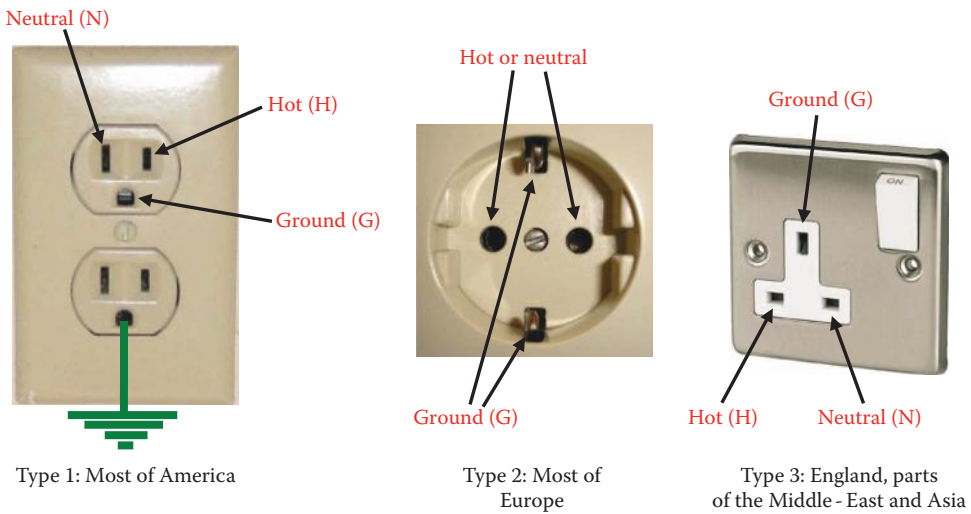 Neutral (N)
Hot (H)
Ground (G)
Type 1: Most of America
Hot or neutral
Ground (G)
Type 2: Most of
Europe
Ground (G)
ON
Hot (H)
Neutral (N)
Type 3: England, parts
of the Middle - East and Asia